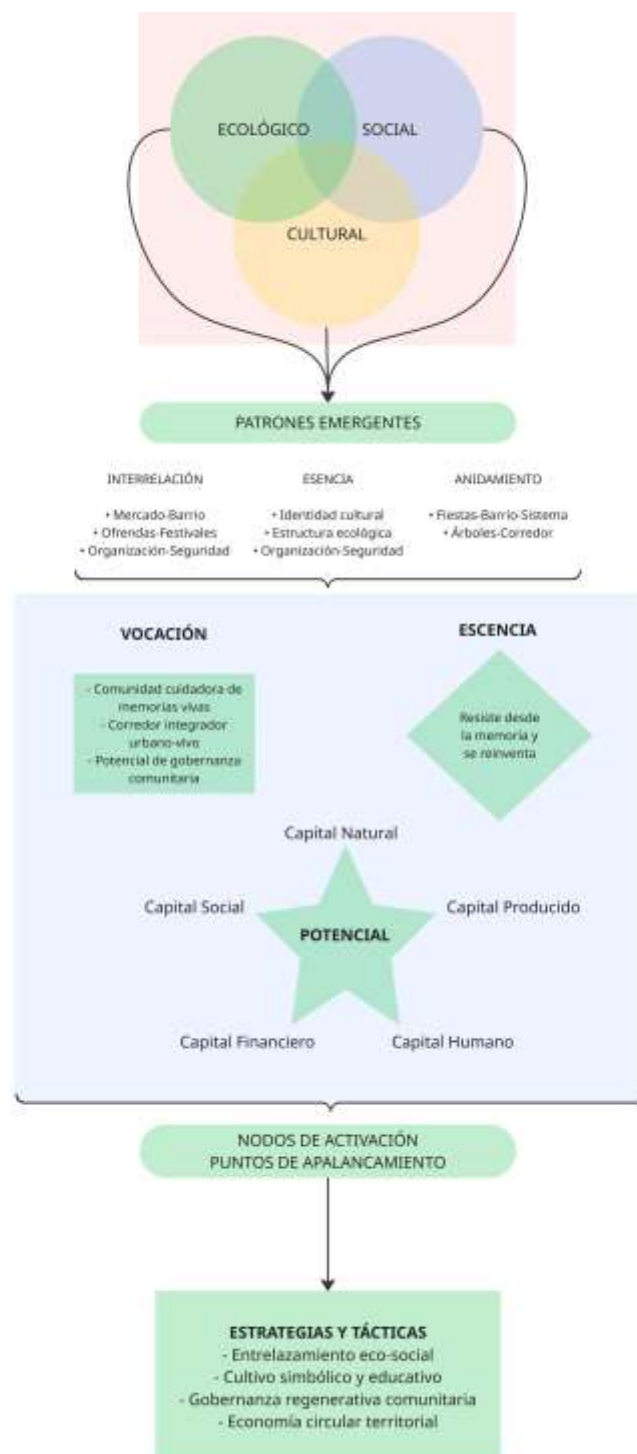 ECOLÓGICO
SOCIAL
CULTURAL
PATRONES EMERGENTES
INTERRELACIÓN
• Mercado-Barrio
• Ofrendas-Festivales
• Organización-Seguridad
ESENCIA
• Identidad cultural
• Estructura ecológica
• Organización-Seguridad
ANIDAMIENTO
• Fiestas-Barrio-Sistema
• Árboles-Corredor
VOCACIÓN
- Comunidad cuidadora de
memorias vivas
- Corredor integrador
urbano-vivo
- Potencial de gobernanza
comunitaria
ESCENCIA
Resiste desde
la memoria y
se reinventa
Capital Natural
Capital Social
Capital Producido
POTENCIAL
Capital Financiero
Capital Humano
NODOS DE ACTIVACIÓN
PUNTOS DE APALANCAMIENTO
ESTRATEGIAS Y TÁCTICAS
- Entrelazamiento eco-social
- Cultivo simbólico y educativo
- Gobernanza regenerativa comunitaria
- Economía circular territorial